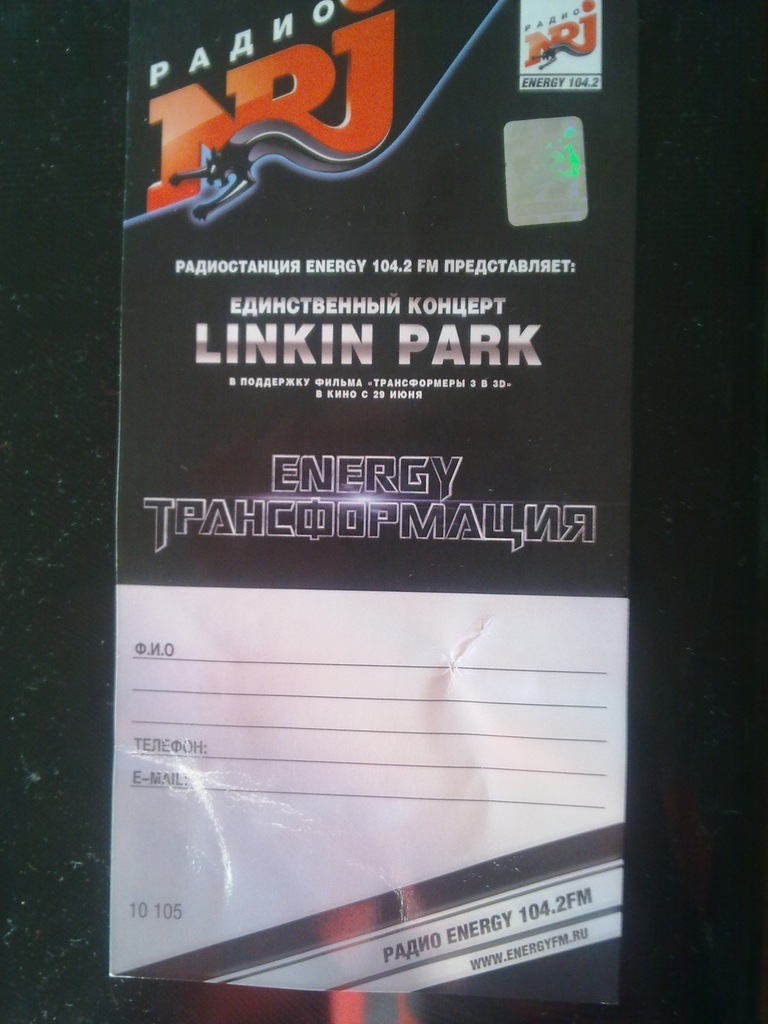 РАДИО
NRJ
РАДИО
NRJ
ENERGY 104.2
РАДИОСТАНЦИЯ ENERGY 104.2 FM ПРЕДСТАВЛЯЕТ:
ЕДИНСТВЕННЫЙ КОНЦЕРТ
LINKIN PARK
В ПОДДЕРЖКУ ФИЛЬМА «ТРАНСФОРМЕРЫ 3 В 3D»
В КИНО С 29 ИЮНЯ
ENERGY
ТРАНСФОРМАЦИЯ
Ф.И.О
ТЕЛЕФОН:
E-MAIL:
10 105
РАДИО ENERGY 104.2FM
WWW.ENERGYFM.RU